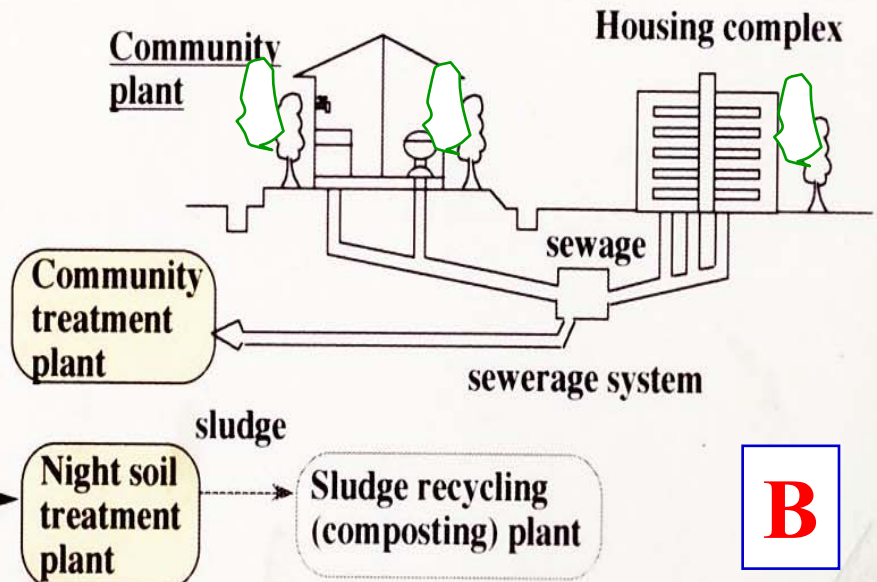 Community
plant
Housing complex
sewage
Community
treatment
plant
sewerage system
sludge
Night soil
treatment
plant
Sludge recycling
(composting) plant
B